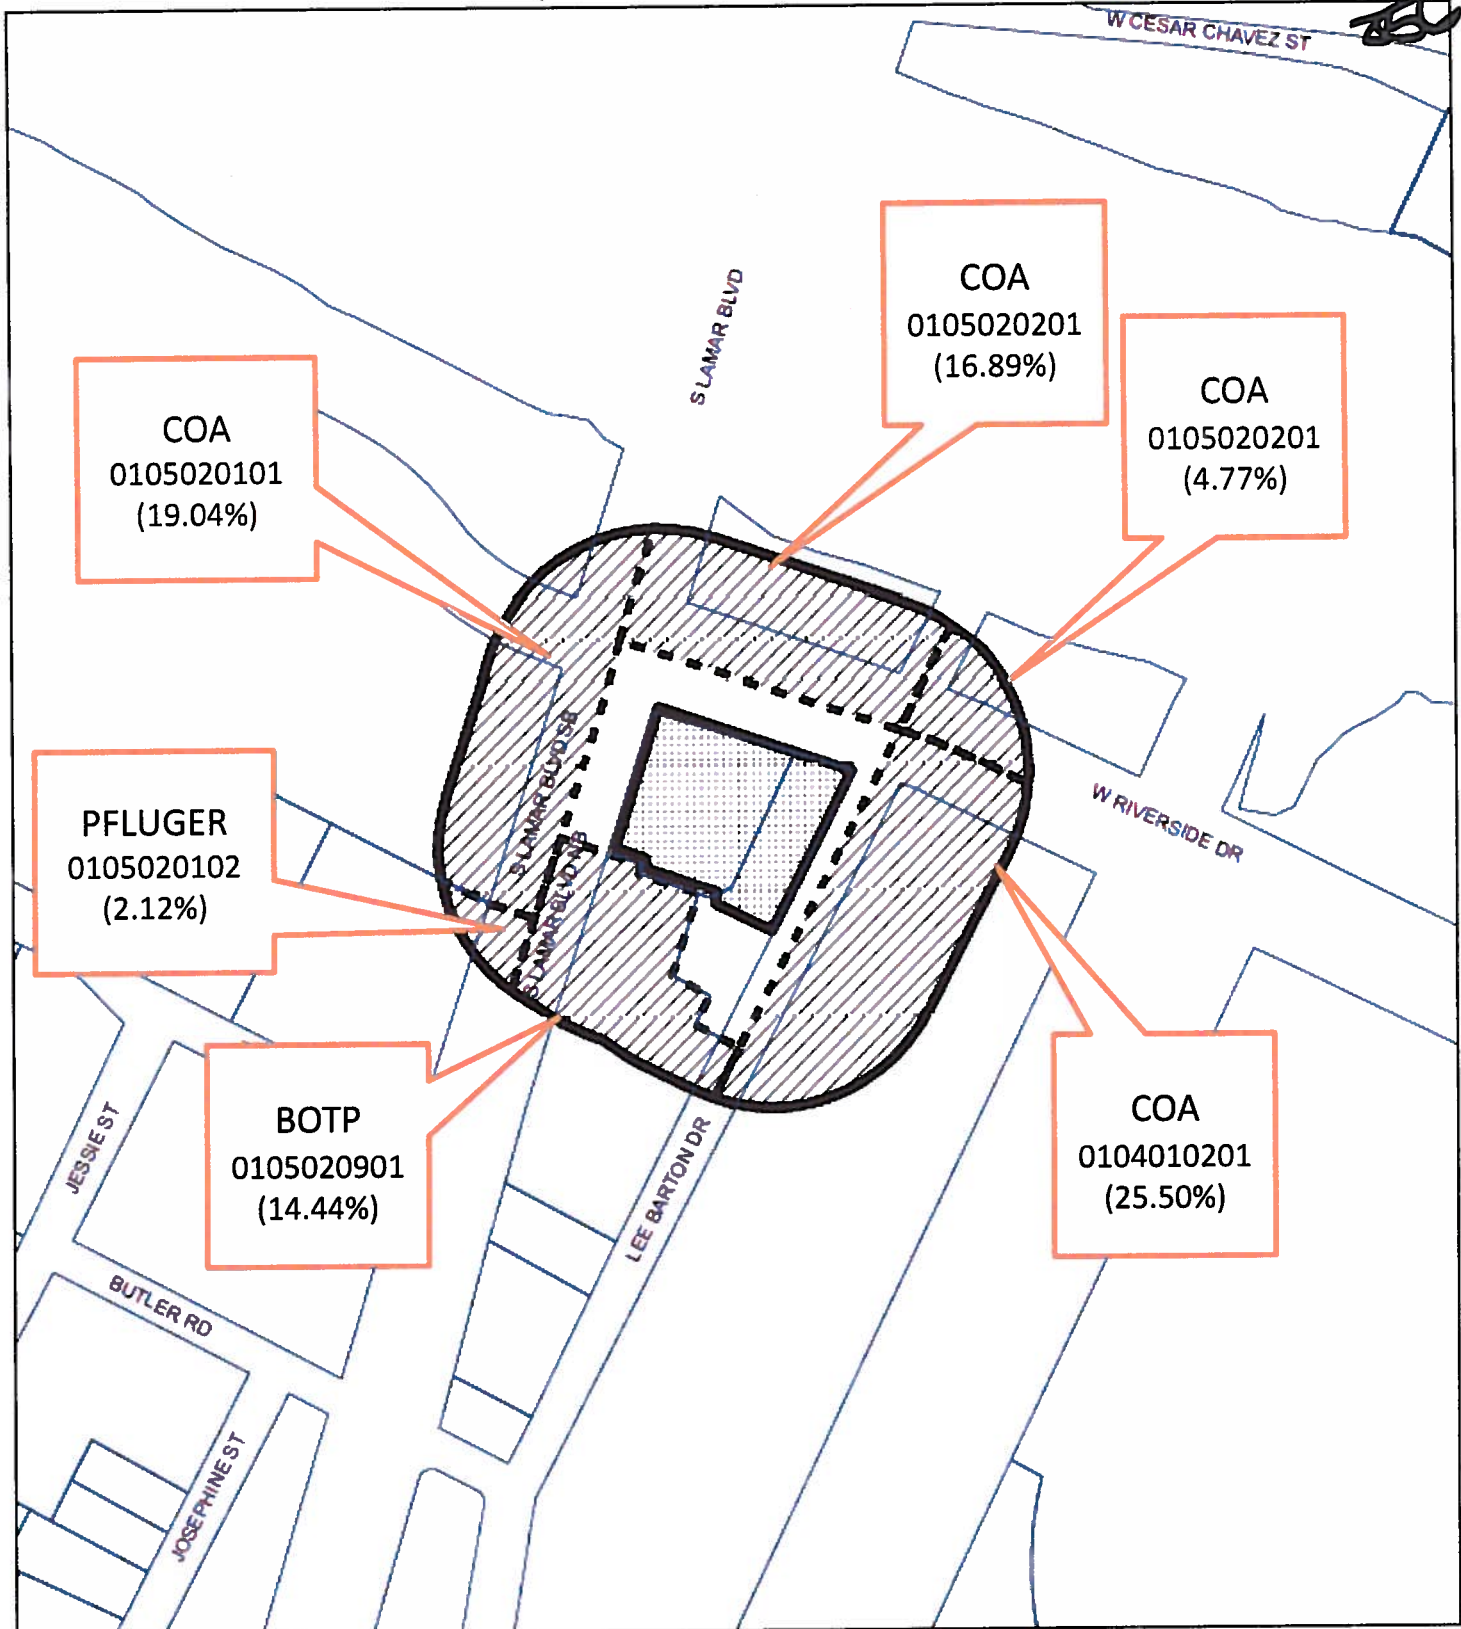 W CESAR CHAVEZ ST
S LAMAR BLVD
COA
0105020201
(16.89%)
COA
0105020201
(4.77%)
COA
0105020101
(19.04%)
S LAMAR BLVD SB
S LAMAR BLVD NB
W RIVERSIDE DR
PFLUGER
0105020102
(2.12%)
BOTP
0105020901
(14.44%)
COA
0104010201
(25.50%)
JESSIE ST
LEE BARTON DR
BUTLER RD
JOSEPHINE ST